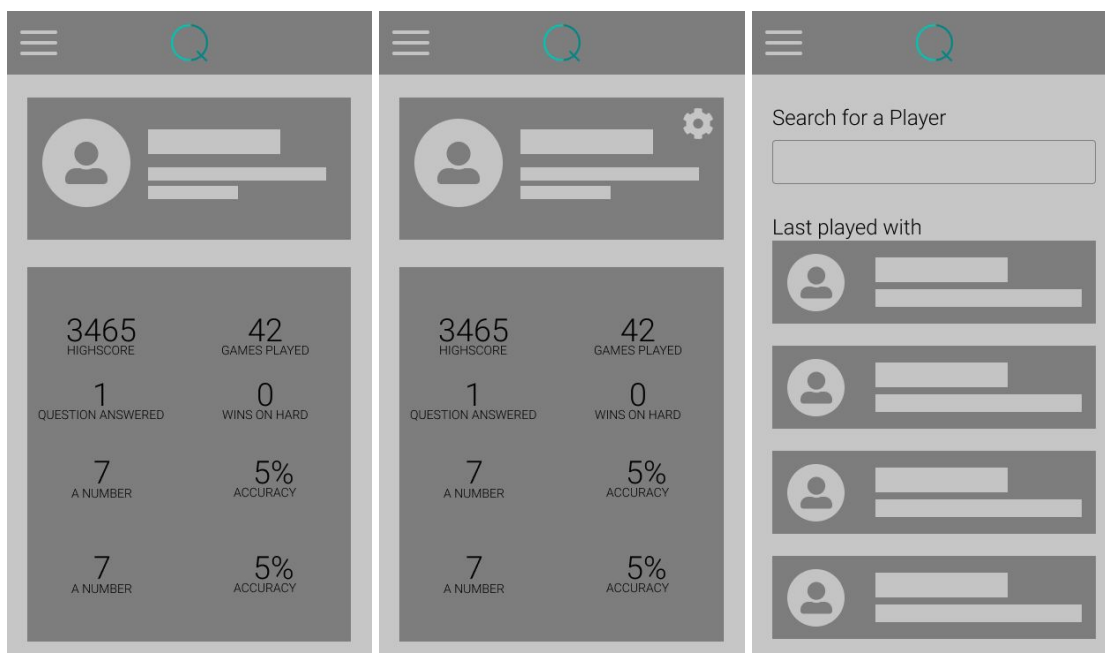 3465 42
HIGHSCORE GAMES PLAYED
1 0
QUESTION ANSWERED WINS ON HARD
7 5%
A NUMBER ACCURACY
7 5%
A NUMBER ACCURACY
3465 42
HIGHSCORE GAMES PLAYED
1 0
QUESTION ANSWERED WINS ON HARD
7 5%
A NUMBER ACCURACY
7 5%
A NUMBER ACCURACY
Search for a Player
Last played with